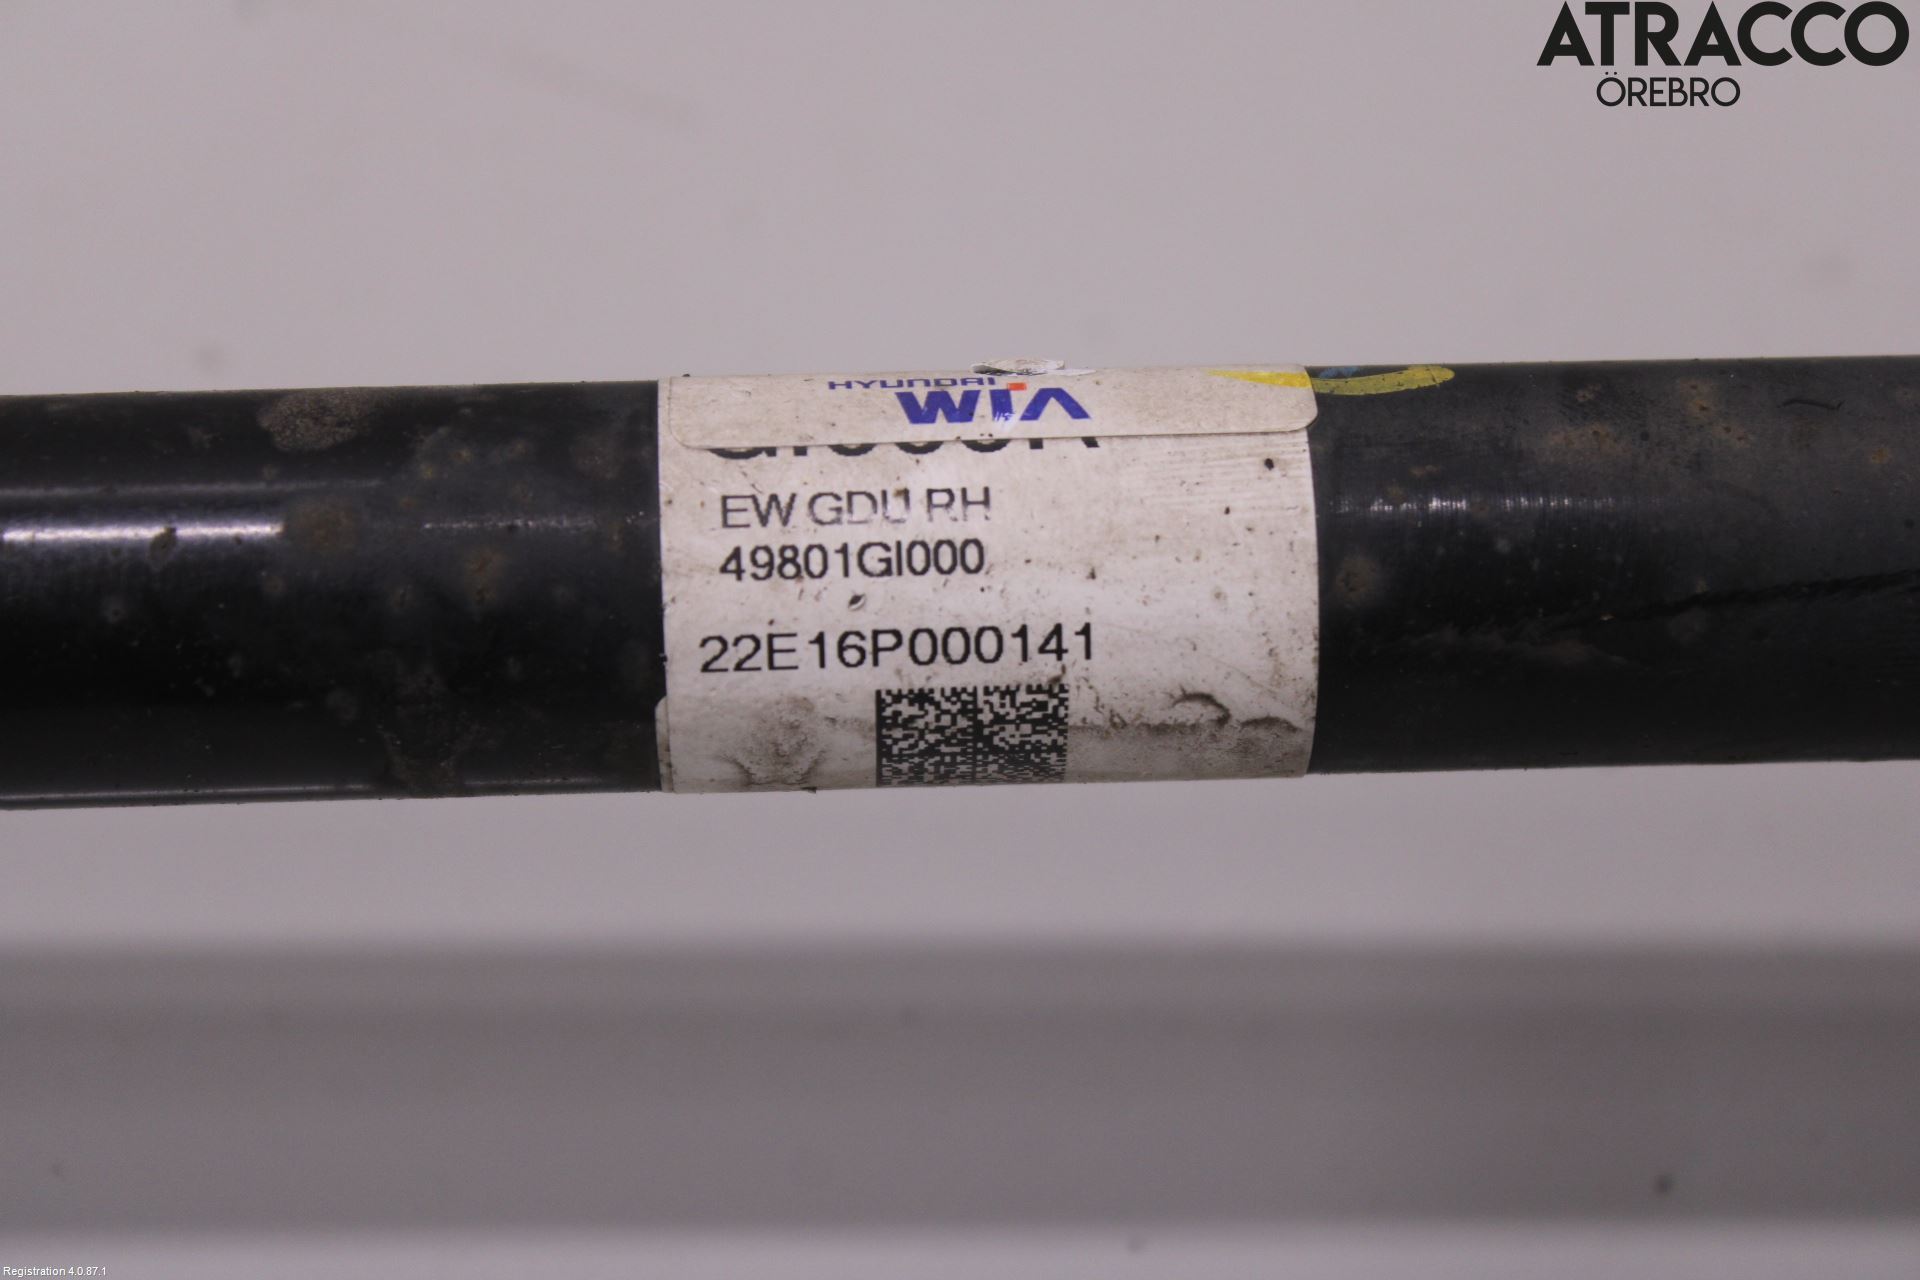 ATRACCO
ÖREBRO
HYUNDAI
WIA
EW GDU RH
49801GI000
22E16P000141
Registration 4.0.87.1